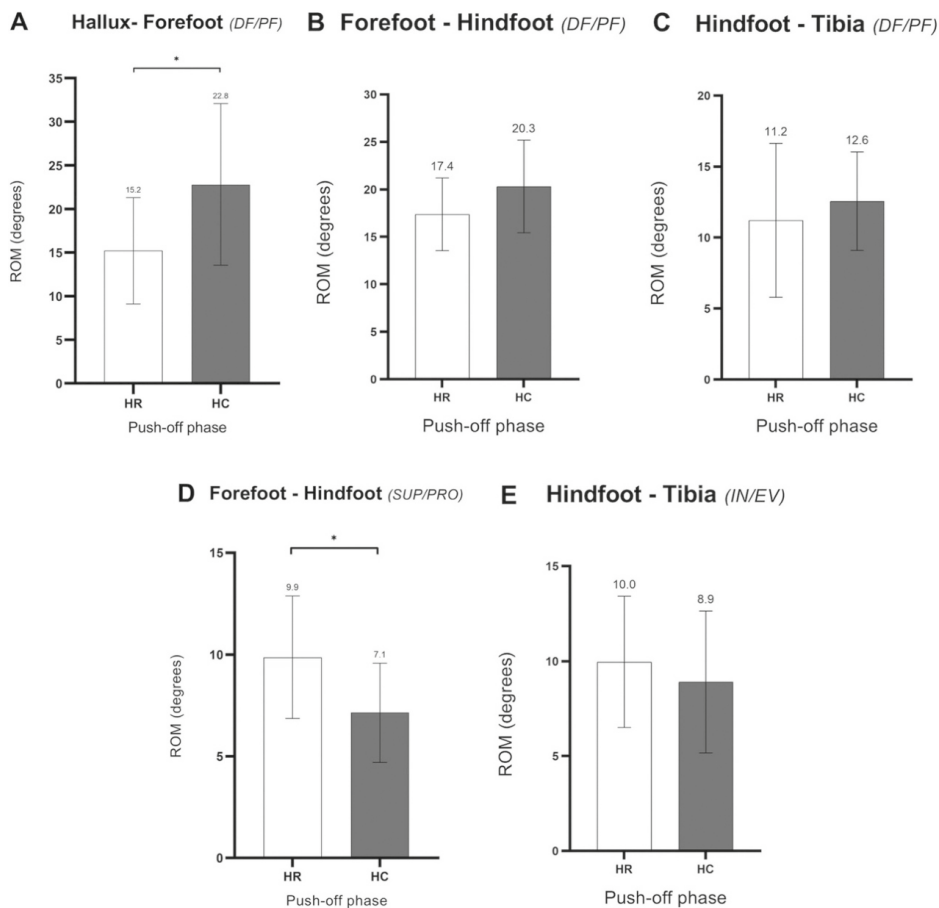 A Hallux- Forefoot (DF/PF)
*
35
30
25
20
15
10
5
0
ROM (degrees)
15.2
22.8
HR HC
Push-off phase
B Forefoot - Hindfoot (DF/PF)
30
25
20
15
10
5
0
ROM (degrees)
17.4
20.3
HR HC
Push-off phase
C Hindfoot - Tibia (DF/PF)
20
15
10
5
0
ROM (degrees)
11.2
12.6
HR HC
Push-off phase
D Forefoot - Hindfoot (SUP/PRO)
*
15
10
5
0
ROM (degrees)
9.9
7.1
HR HC
Push-off phase
E Hindfoot - Tibia (IN/EV)
15
10
5
0
ROM (degrees)
10.0
8.9
HR HC
Push-off phase